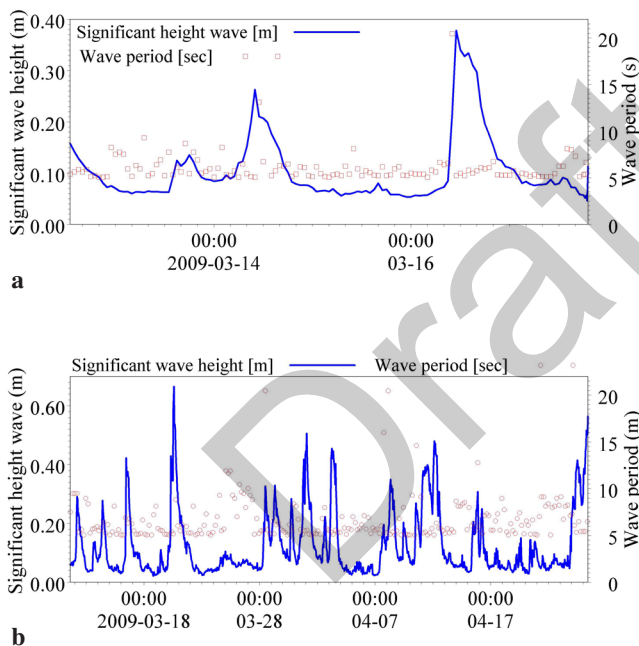 Significant height wave [m]
Wave period [sec]
Significant wave height (m)
0.40
0.30
0.20
0.10
0.00
20
15
10
5
0
Wave period (s)
00:00
00:00
2009-03-14
03-16
a
Draft
Significant wave height [m]
Wave period [sec]
Significant height wave (m)
0.60
0.40
0.20
0.00
20
15
10
5
0
Wave period (m)
00:00
00:00
00:00
00:00
2009-03-18
03-28
04-07
04-17
b